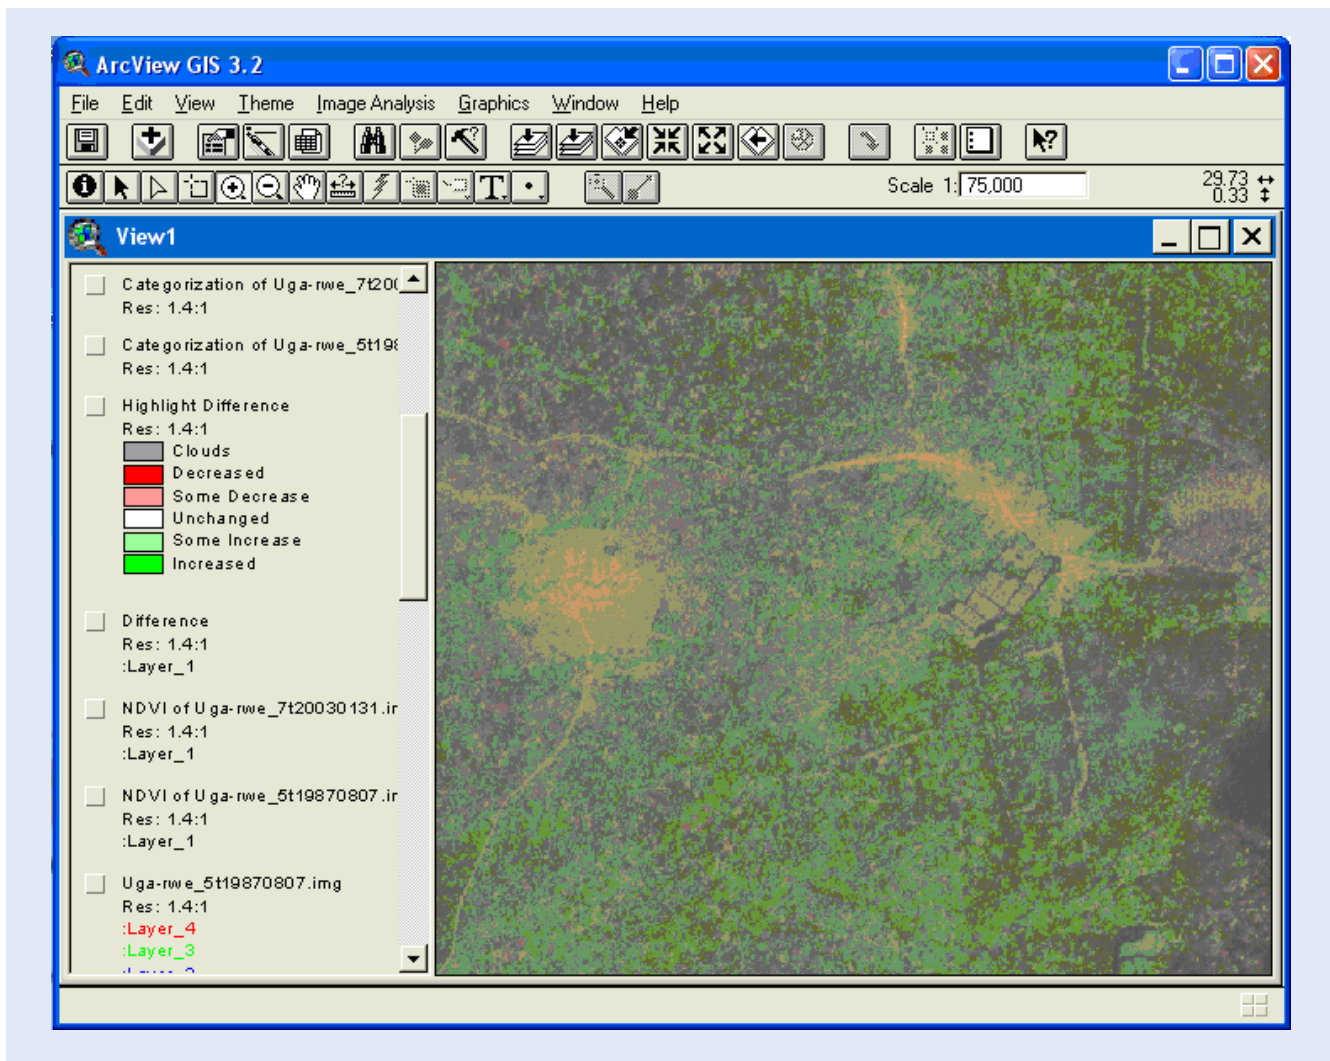 ArcView GIS 3.2
File Edit View Theme Image Analysis Graphics Window Help
Scale 1: 75,000
29.73
0.33
View1
Categorization of Uga-rwe_7t200
Res: 1.4:1
Categorization of Uga-rwe_5t198
Res: 1.4:1
Highlight Difference
Res: 1.4:1
Clouds
Decreased
Some Decrease
Unchanged
Some Increase
Increased
Difference
Res: 1.4:1
:Layer_1
NDVI of Uga-rwe_7t20030131.ir
Res: 1.4:1
:Layer_1
NDVI of Uga-rwe_5t19870807.ir
Res: 1.4:1
:Layer_1
Uga-rwe_5t19870807.img
Res: 1.4:1
:Layer_4
:Layer_3